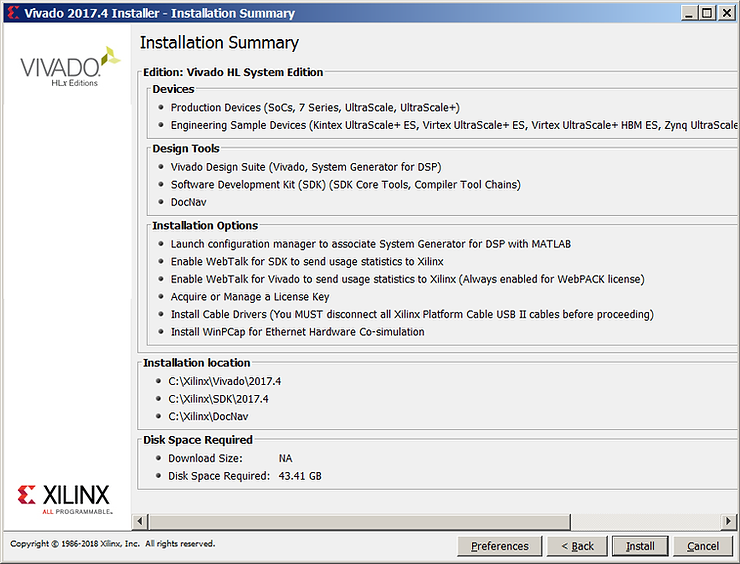 Vivado 2017.4 Installer - Installation Summary
VIVADO.
HLx Editions
Installation Summary
Edition: Vivado HL System Edition
Devices
Production Devices (SoCs, 7 Series, UltraScale, UltraScale+)
Engineering Sample Devices (Kintex UltraScale+ ES, Virtex UltraScale+ ES, Virtex UltraScale+ HBM ES, Zynq UltraScale
Design Tools
Vivado Design Suite (Vivado, System Generator for DSP)
Software Development Kit (SDK) (SDK Core Tools, Compiler Tool Chains)
DocNav
Installation Options
Launch configuration manager to associate System Generator for DSP with MATLAB
Enable WebTalk for SDK to send usage statistics to Xilinx
Enable WebTalk for Vivado to send usage statistics to Xilinx (Always enabled for WebPACK license)
Acquire or Manage a License Key
Install Cable Drivers (You MUST disconnect all Xilinx Platform Cable USB II cables before proceeding)
Install WinPCap for Ethernet Hardware Co-simulation
Installation location
C:\Xilinx\Vivado\2017.4
C:\Xilinx\SDK\2017.4
C:\Xilinx\DocNav
Disk Space Required
Download Size: NA
Disk Space Required: 43.41 GB
XILINX
ALL PROGRAMMABLE™
Copyright © 1986-2018 Xilinx, Inc. All rights reserved.
Preferences < Back Install Cancel